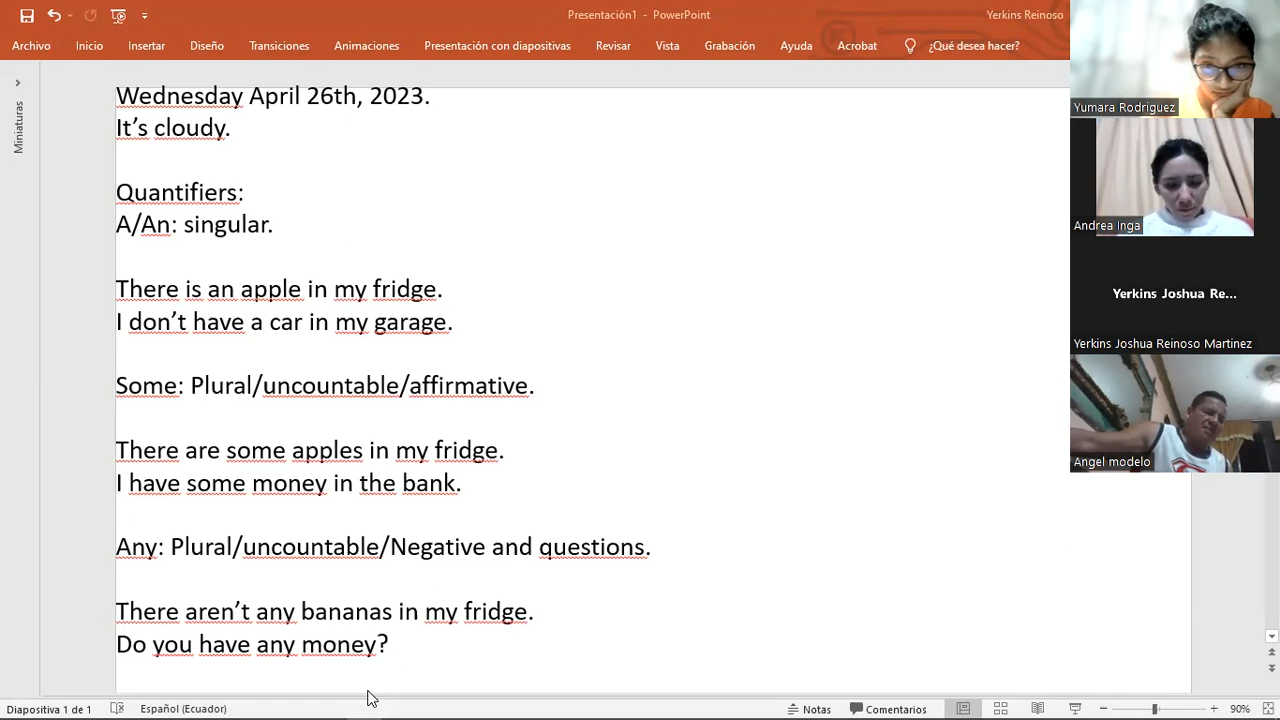 Presentación1 - PowerPoint
Yerkins Reinoso
Archivo Inicio Insertar Diseño Transiciones Animaciones Presentación con diapositivas Revisar Vista Grabación Ayuda Acrobat ¿Qué desea hacer?
Miniaturas
Wednesday April 26th, 2023.
It’s cloudy.
Quantifiers:
A/An: singular.
There is an apple in my fridge.
I don’t have a car in my garage.
Some: Plural/uncountable/affirmative.
There are some apples in my fridge.
I have some money in the bank.
Any: Plural/uncountable/Negative and questions.
There aren’t any bananas in my fridge.
Do you have any money?
Yumara Rodriguez
Andrea Inga
Yerkins Joshua Re...
Yerkins Joshua Reinoso Martinez
Angel modelo
Diapositiva 1 de 1 Español (Ecuador) Notas Comentarios 90%